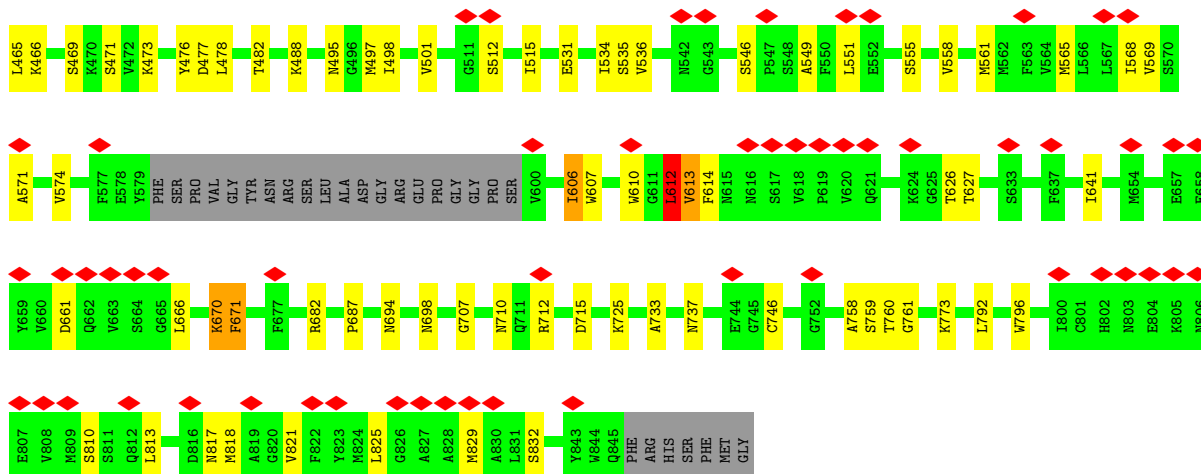 L465 K466 S469 K470 S471 V472 K473 Y476 D477 L478 T482 K488 N495 G496 M497 I498 V501 G511 S512 I515 E531 I534 S535 V536 N542 G543 S546 P547 S548 A549 F550 L551 E552 S555 V558 M561 M562 F563 V564 M565 L566 L567 I568 V569 S570
A571 V574 F577 E578 Y579 PHE SER PRO VAL GLY TYR ASN ARG SER LEU ALA ASP GLY ARG GLU PRO GLY GLY PRO SER V600 I606 W607 W610 G611 L612 V613 F614 N615 N616 S617 V618 P619 V620 Q621 K624 G625 T626 T627 S633 F637 I641 M654 E657 F658
Y659 V660 D661 Q662 V663 S664 G665 L666 K670 F671 F677 R682 P687 N694 N698 G707 N710 Q711 R712 D715 K725 A733 N737 E744 G745 C746 G752 A758 S759 T760 G761 K773 L792 W796 I800 C801 H802 N803 E804 K805 N806
E807 V808 M809 S810 S811 Q812 L813 D816 N817 M818 A819 G820 V821 F822 Y823 M824 L825 G826 A827 A828 M829 A830 L831 S832 Y843 W844 Q845 PHE ARG HIS SER PHE MET GLY